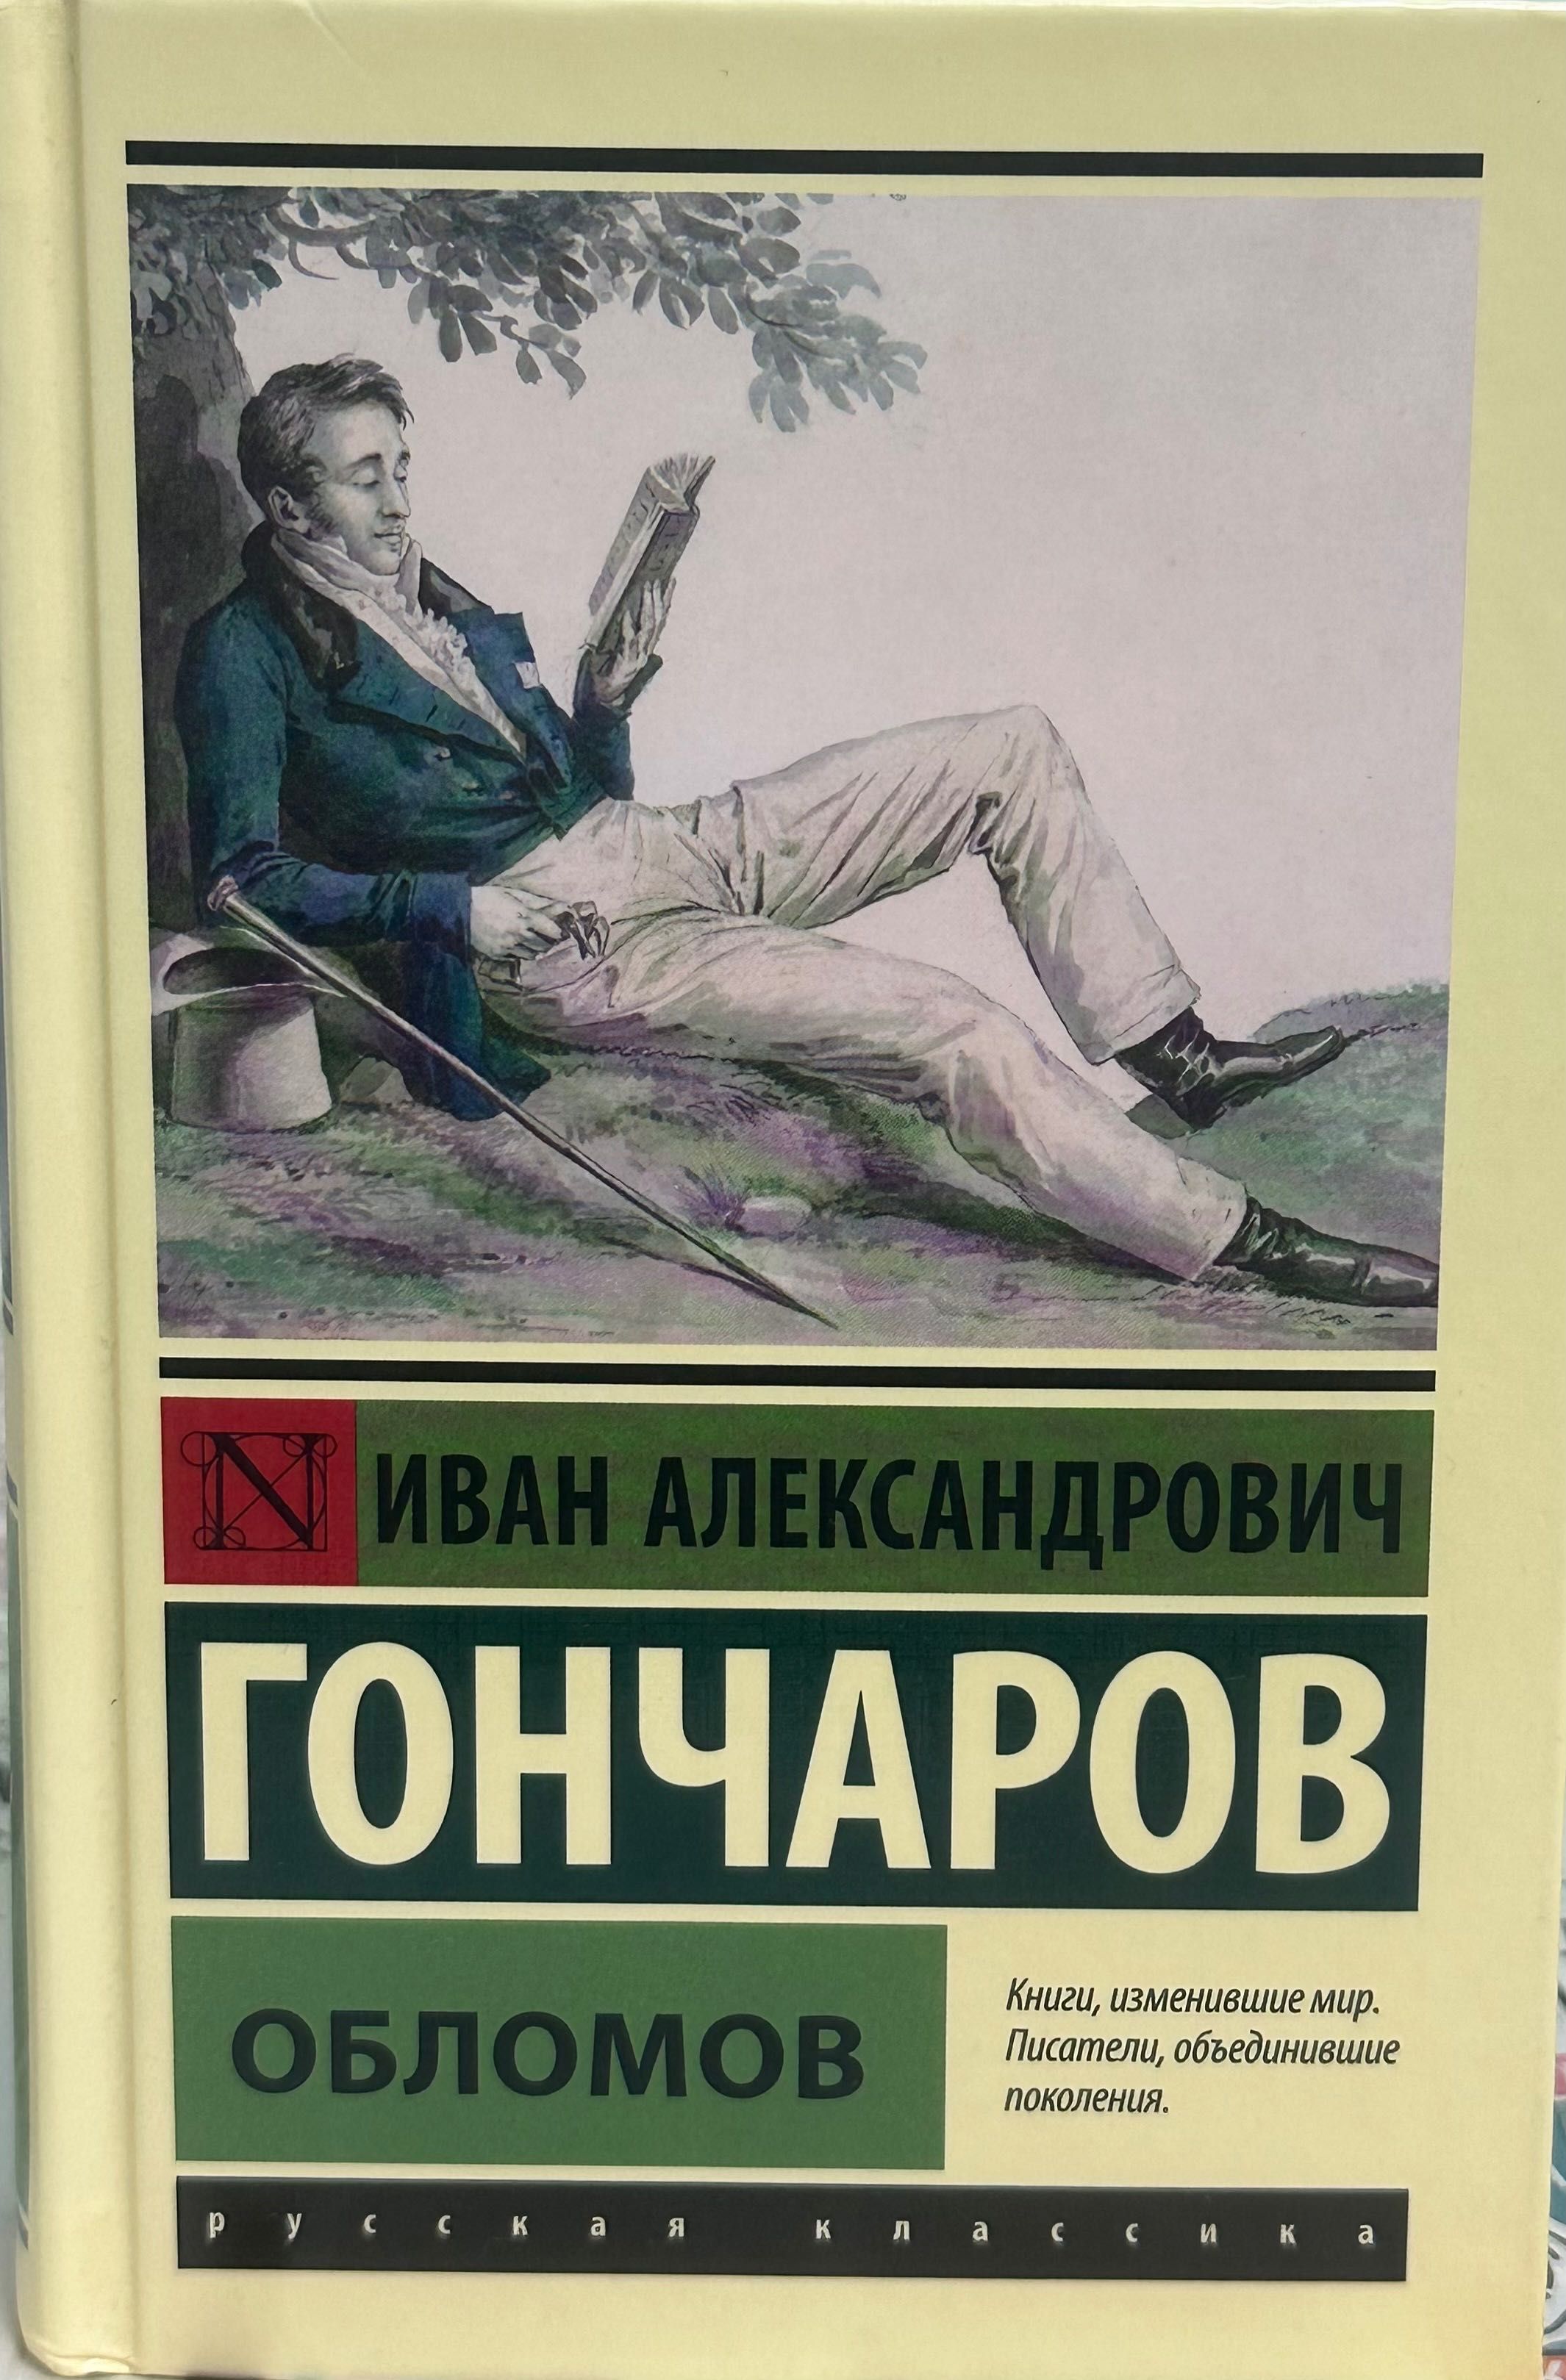 N ИВАН АЛЕКСАНДРОВИЧ
ГОНЧАРОВ
ОБЛОМОВ
Книги, изменившие мир.
Писатели, объединившие
поколения.
русская классика